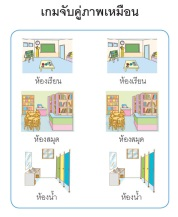 เกมจับคู่ภาพเหมือน
ห้องเรียน ห้องเรียน
ห้องสมุด ห้องสมุด
ห้องน้ำ ห้องน้ำ